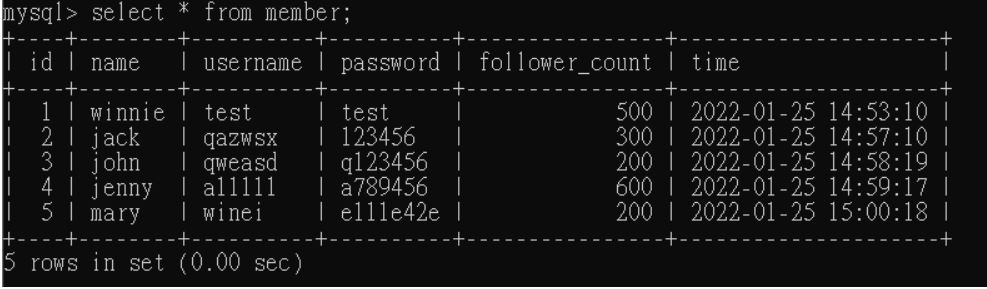 mysql> select * from member;
+----+--------+----------+----------+----------------+---------------------+
| id | name   | username | password | follower_count | time                |
+----+--------+----------+----------+----------------+---------------------+
|  1 | winnie | test     | test     |            500 | 2022-01-25 14:53:10 |
|  2 | jack   | qazwsx   | 123456   |            300 | 2022-01-25 14:57:10 |
|  3 | john   | qweasd   | q123456  |            200 | 2022-01-25 14:58:19 |
|  4 | jenny  | a11111   | a789456  |            600 | 2022-01-25 14:59:17 |
|  5 | mary   | winei    | e111e42e |            200 | 2022-01-25 15:00:18 |
+----+--------+----------+----------+----------------+---------------------+
5 rows in set (0.00 sec)